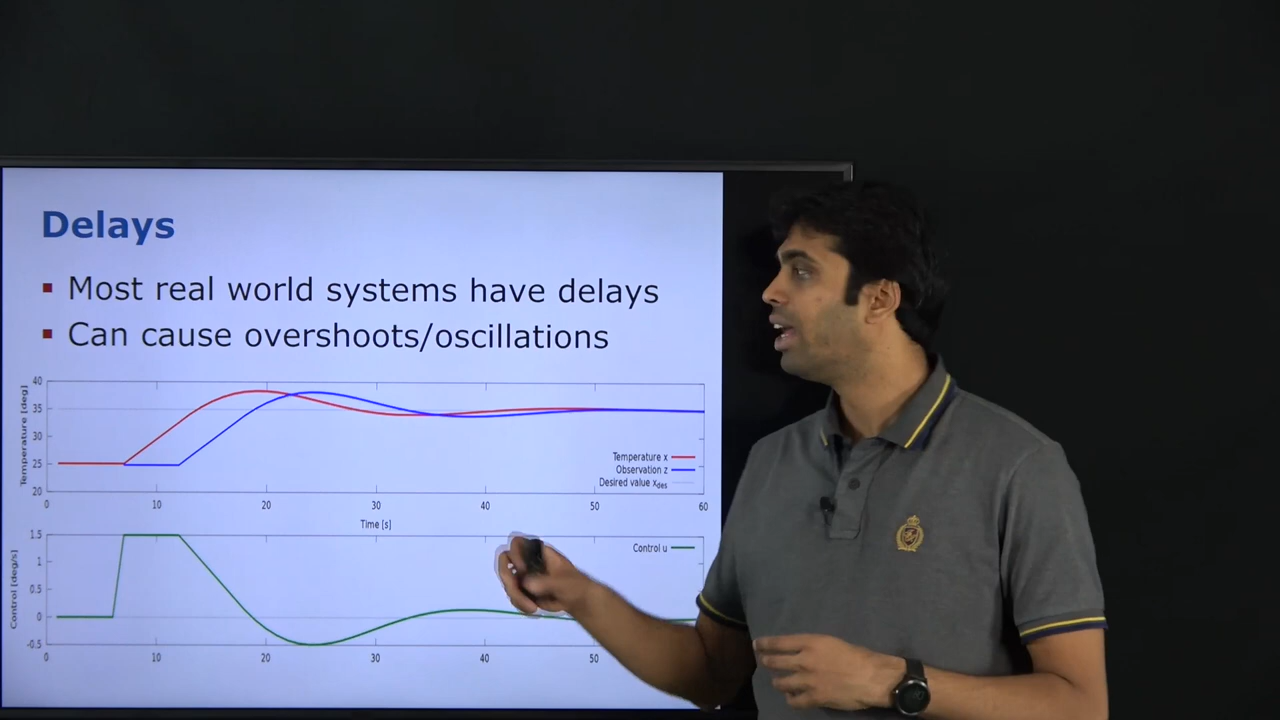 Delays
▪ Most real world systems have delays
▪ Can cause overshoots/oscillations
Temperature [deg]
40
35
30
25
20
Temperature x
Observation z
Desired value xdes
0 10 20 30 40 50 60
Time [s]
Control [deg/s]
1.5
1
0.5
0
-0.5
Control u
0 10 20 30 40 50